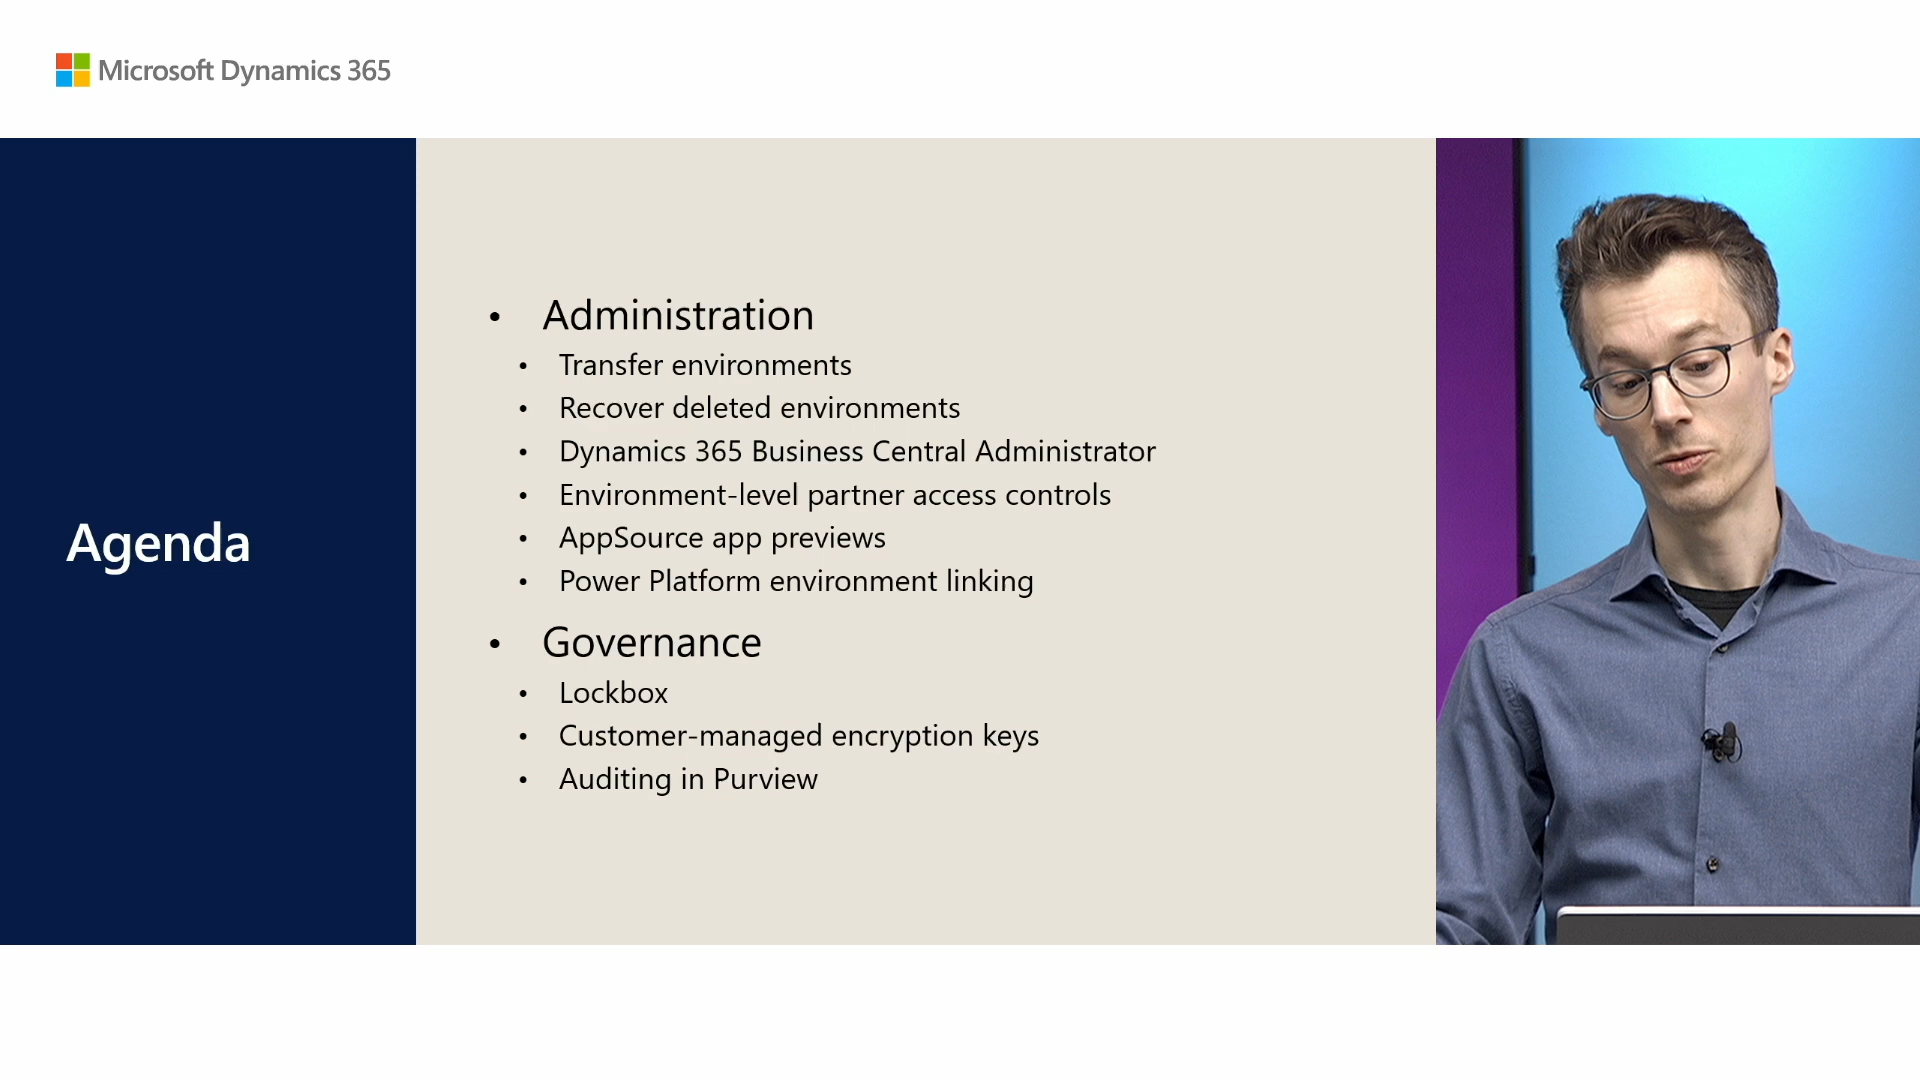 Microsoft Dynamics 365
Agenda
• Administration
• Transfer environments
• Recover deleted environments
• Dynamics 365 Business Central Administrator
• Environment-level partner access controls
• AppSource app previews
• Power Platform environment linking
• Governance
• Lockbox
• Customer-managed encryption keys
• Auditing in Purview